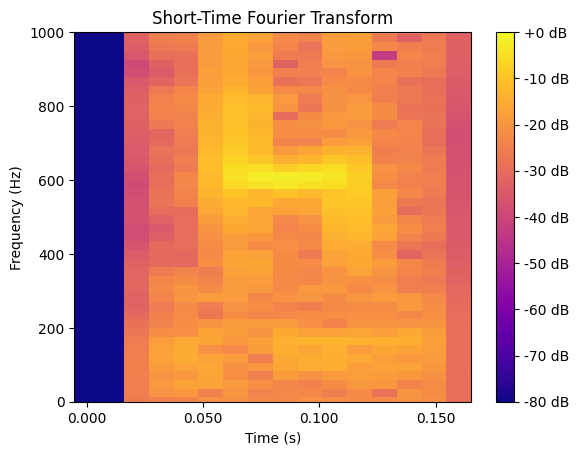 Short-Time Fourier Transform
1000
800
600
400
200
0
Frequency (Hz)
0.000
0.050
0.100
0.150
Time (s)
+0 dB
-10 dB
-20 dB
-30 dB
-40 dB
-50 dB
-60 dB
-70 dB
-80 dB